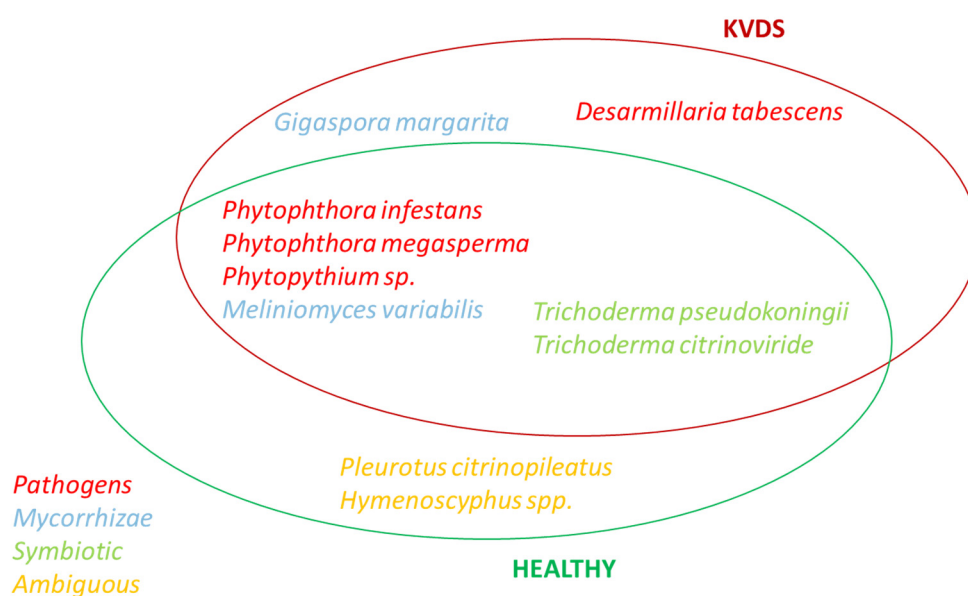 KVDS
Desarmillaria tabescens
Gigaspora margarita
Phytophthora infestans
Phytophthora megasperma
Phytopythium sp.
Meliniomyces variabilis
Trichoderma pseudokoningii
Trichoderma citrinoviride
Pleurotus citrinopileatus
Hymenoscyphus spp.
Pathogens
Mycorrhizae
Symbiotic
Ambiguous
HEALTHY